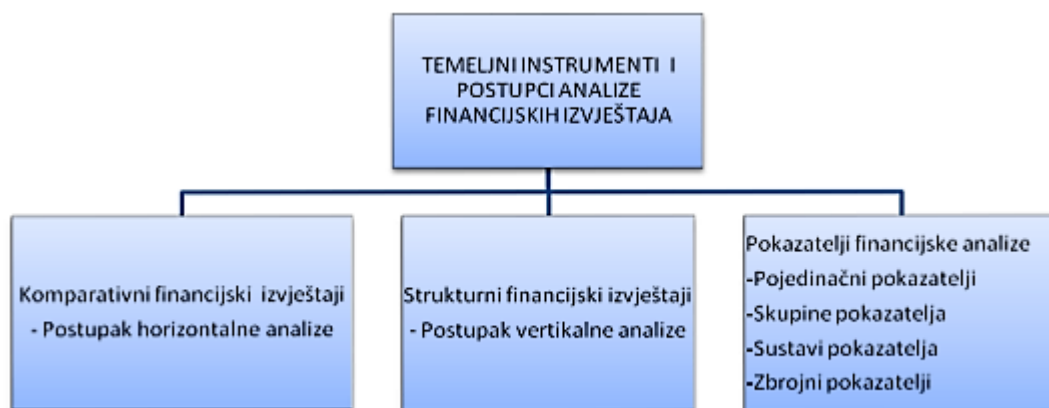 TEMELJNI INSTRUMENTI I
POSTUPCI ANALIZE
FINANCIJSKIH IZVJEŠTAJA
Komparativni financijski izvještaji
- Postupak horizontalne analize
Strukturni financijski izvještaji
- Postupak vertikalne analize
Pokazatelji financijske analize
-Pojedinačni pokazatelji
-Skupine pokazatelja
-Sustavi pokazatelja
-Zbrojni pokazatelji